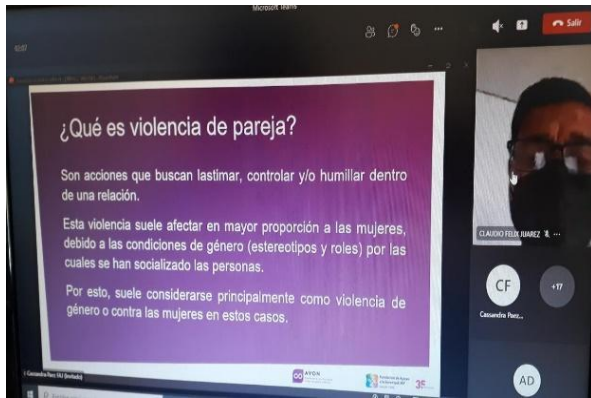 Microsoft Teams
Salir
¿Qué es violencia de pareja?
Son acciones que buscan lastimar, controlar y/o humillar dentro
de una relación.
Esta violencia suele afectar en mayor proporción a las mujeres,
debido a las condiciones de género (estereotipos y roles) por las
cuales se han socializado las personas.
Por esto, suele considerarse principalmente como violencia de
género o contra las mujeres en estos casos.
AVON
35
CLAUDIO FELIX JUAREZ
CF
+17
Cassandra Paez...
AD